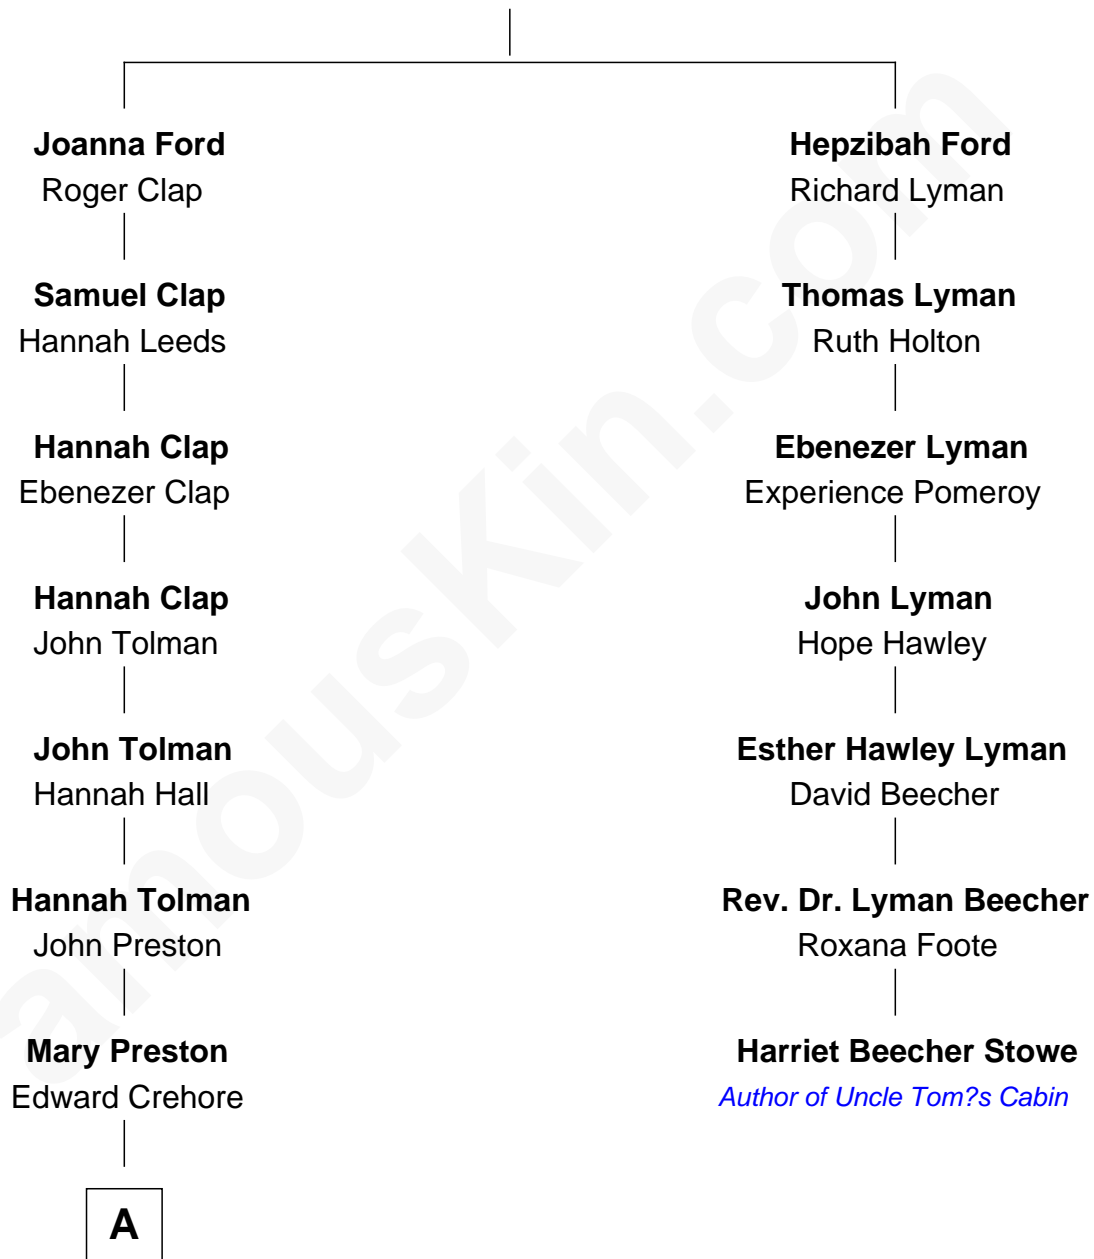 Joanna Ford
Roger Clap
Samuel Clap
Hannah Leeds
Hannah Clap
Ebenezer Clap
Hannah Clap
John Tolman
John Tolman
Hannah Hall
Hannah Tolman
John Preston
Mary Preston
Edward Crehore
A
Hepzibah Ford
Richard Lyman
Thomas Lyman
Ruth Holton
Ebenezer Lyman
Experience Pomeroy
John Lyman
Hope Hawley
Esther Hawley Lyman
David Beecher
Rev. Dr. Lyman Beecher
Roxana Foote
Harriet Beecher Stowe
Author of Uncle Tom?s Cabin
amousKin.com